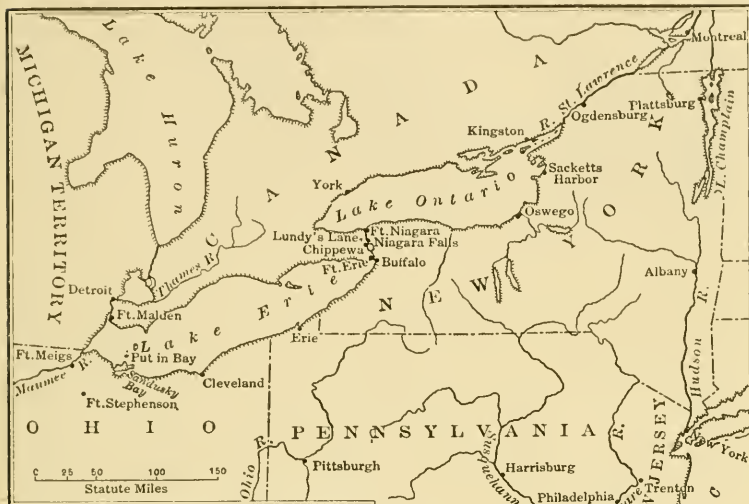 MICHIGAN TERRITORY
Lake Huron
CANADA
Montreal
R. St. Lawrence
Plattsburg
Ogdensburg
L. Champlain
Kingston
Sacketts
Harbor
York
Lake Ontario
Oswego
Lundy's Lane
Ft. Niagara
Niagara Falls
Chippewa
Ft. Erie
Buffalo
Thames R.
NEW YORK
Albany
Detroit
Ft. Malden
Lake Erie
Erie
Hudson R.
Ft. Meigs
Put in Bay
Maumee R.
Sandusky
Bay
Cleveland
Ft. Stephenson
OHIO
PENNSYLVANIA
R.
JERSEY
New York
Ohio R.
Pittsburgh
Susquehann
Harrisburg
Trenton
Philadelphia
0 25 50 100 150
Statute Miles